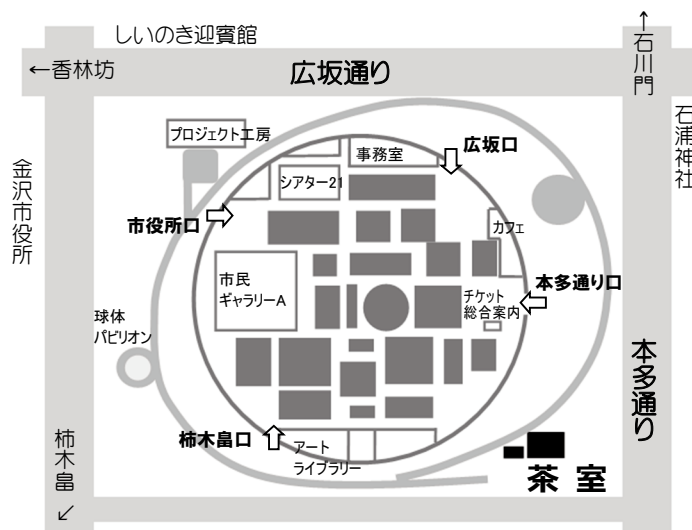 しいのき迎賓館
↑石川門
←香林坊
広坂通り
石浦神社
プロジェクト工房
事務室
広坂口
シアター21
金沢市役所
市役所口
カフェ
市民
ギャラリーA
本多通り口
チケット
総合案内
球体
パビリオン
本多通り
柿木畠口
アート
ライブラリー
柿木畠
↙
茶室